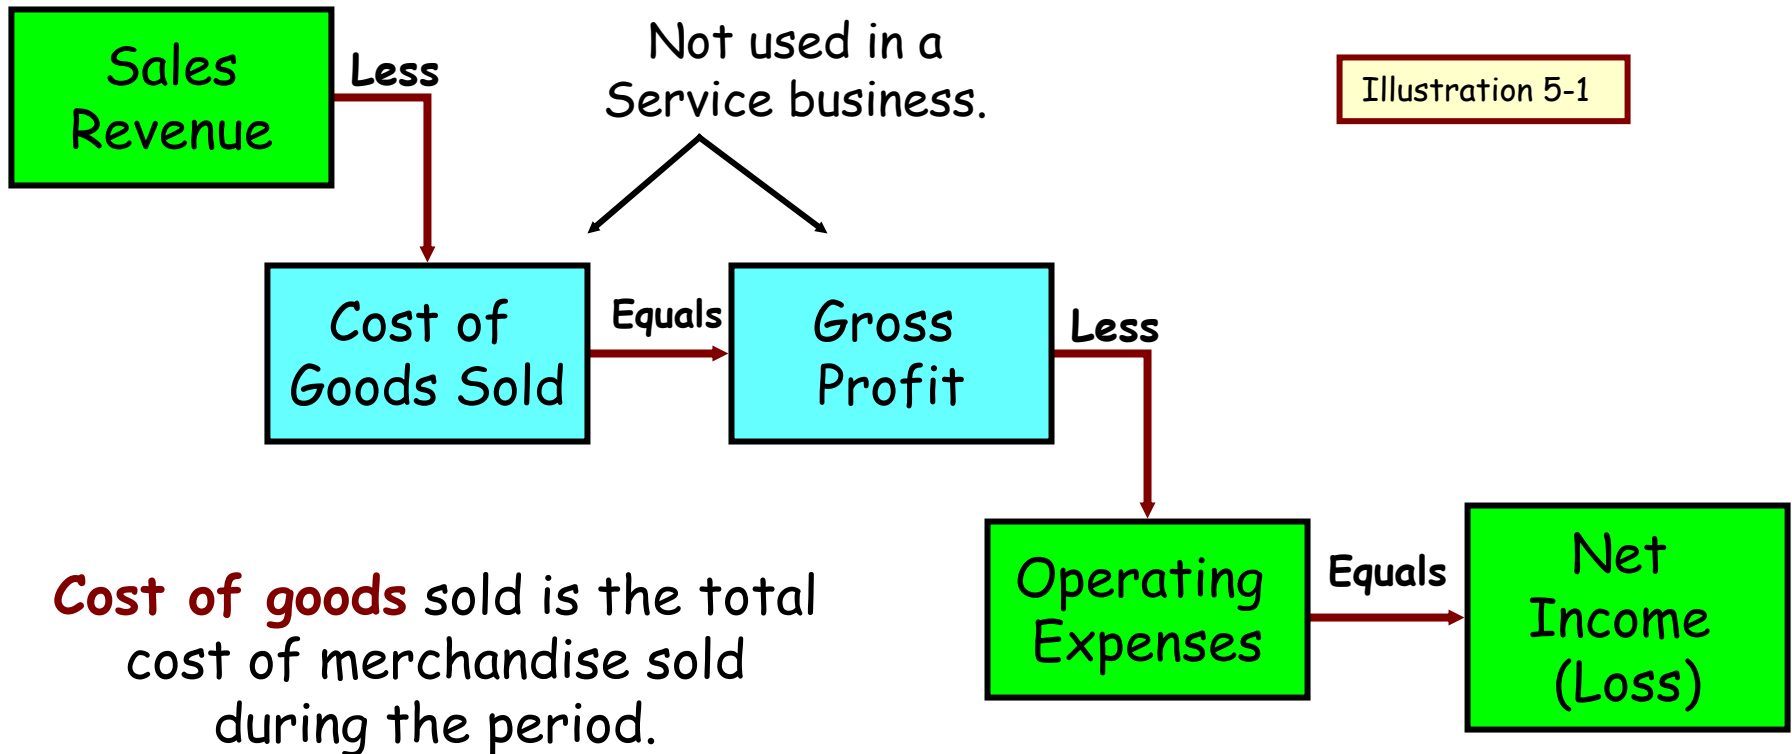 Sales
Revenue
Less
Not used in a
Service business.
Illustration 5-1
Cost of
Goods Sold
Equals
Gross
Profit
Less
Operating
Expenses
Equals
Net
Income
(Loss)
Cost of goods sold is the total
cost of merchandise sold
during the period.